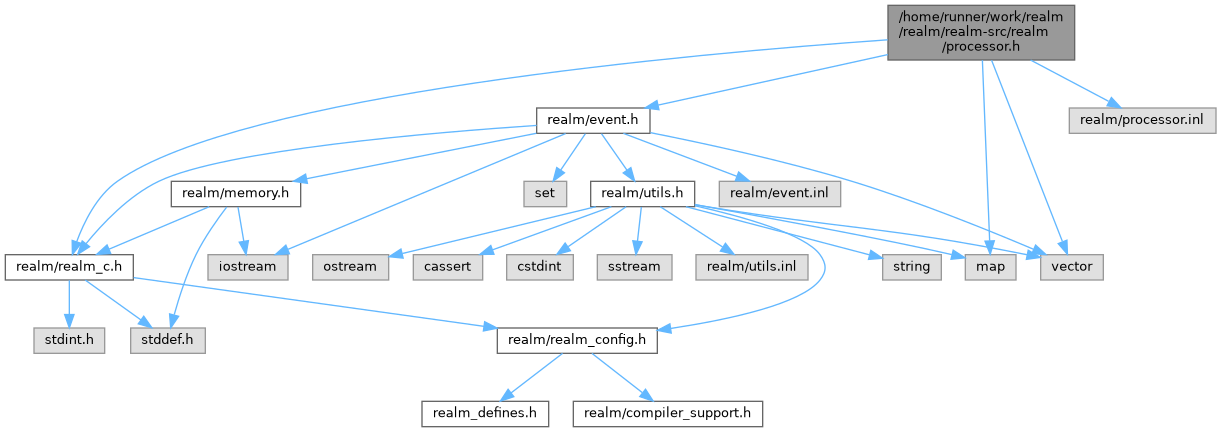 /home/runner/work/realm
/realm/realm-src/realm
/processor.h
realm/event.h
realm/processor.inl
realm/memory.h
set
realm/utils.h
realm/event.inl
realm/realm_c.h
iostream
ostream
cassert
cstdint
sstream
realm/utils.inl
string
map
vector
stdint.h
stddef.h
realm/realm_config.h
realm_defines.h
realm/compiler_support.h